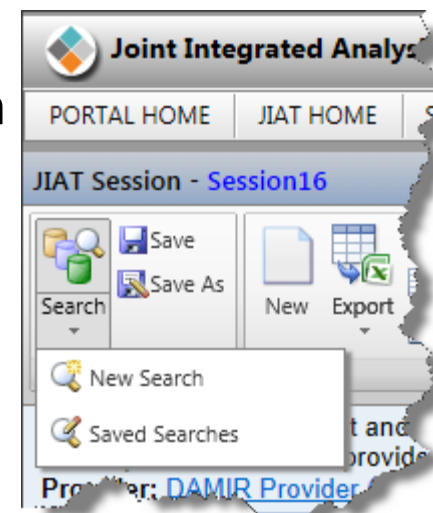 Joint Integrated
PORTAL HOME JIAT HOME
JIAT Session - Session16
Save
Save As
Search New Export
New Search
Saved Searches
DAMIR Provider